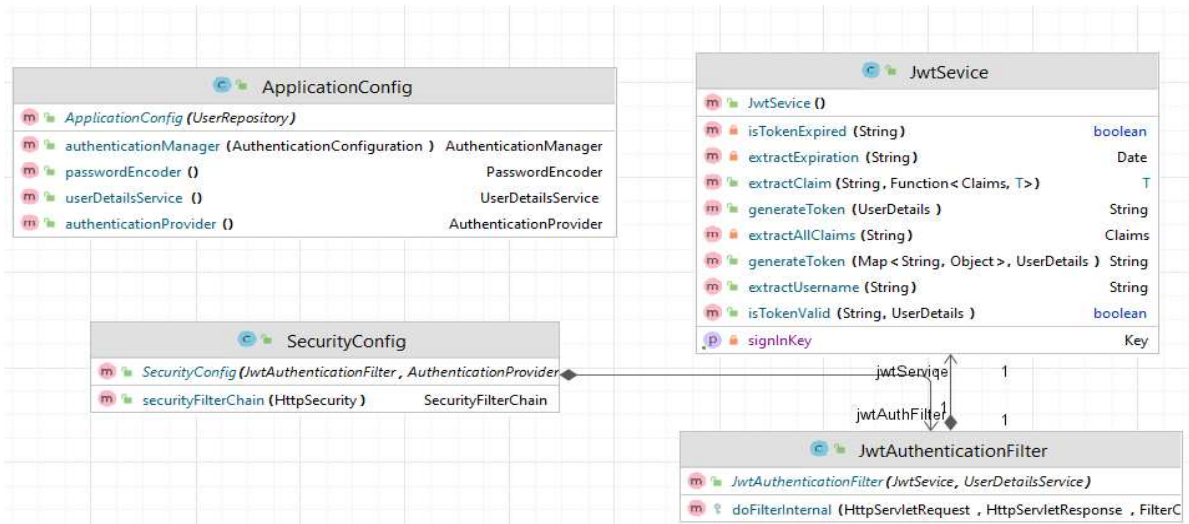 ApplicationConfig
ApplicationConfig(UserRepository)
authenticationManager (AuthenticationConfiguration ) AuthenticationManager
passwordEncoder () PasswordEncoder
userDetailsService () UserDetailsService
authenticationProvider () AuthenticationProvider
JwtSevice
JwtSevice ()
isTokenExpired (String) boolean
extractExpiration (String) Date
extractClaim (String, Function<Claims, T>) T
generateToken (UserDetails ) String
extractAllClaims (String) Claims
generateToken (Map<String, Object>, UserDetails ) String
extractUsername (String) String
isTokenValid (String, UserDetails ) boolean
signInKey Key
SecurityConfig
SecurityConfig(JwtAuthenticationFilter, AuthenticationProvider
securityFilterChain (HttpSecurity ) SecurityFilterChain
jwtService 1
jwtAuthFilter 1
1
JwtAuthenticationFilter
JwtAuthenticationFilter(JwtSevice, UserDetailsService)
doFilterInternal (HttpServletRequest , HttpServletResponse , FilterC